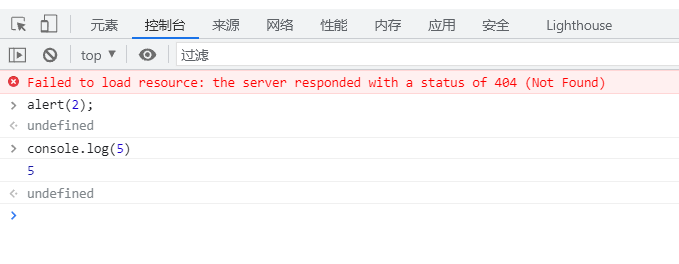 元素 控制台 来源 网络 性能 内存 应用 安全 Lighthouse
top ▼ 过滤
Failed to load resource: the server responded with a status of 404 (Not Found)
> alert(2);
<· undefined
> console.log(5)
5
<· undefined
>